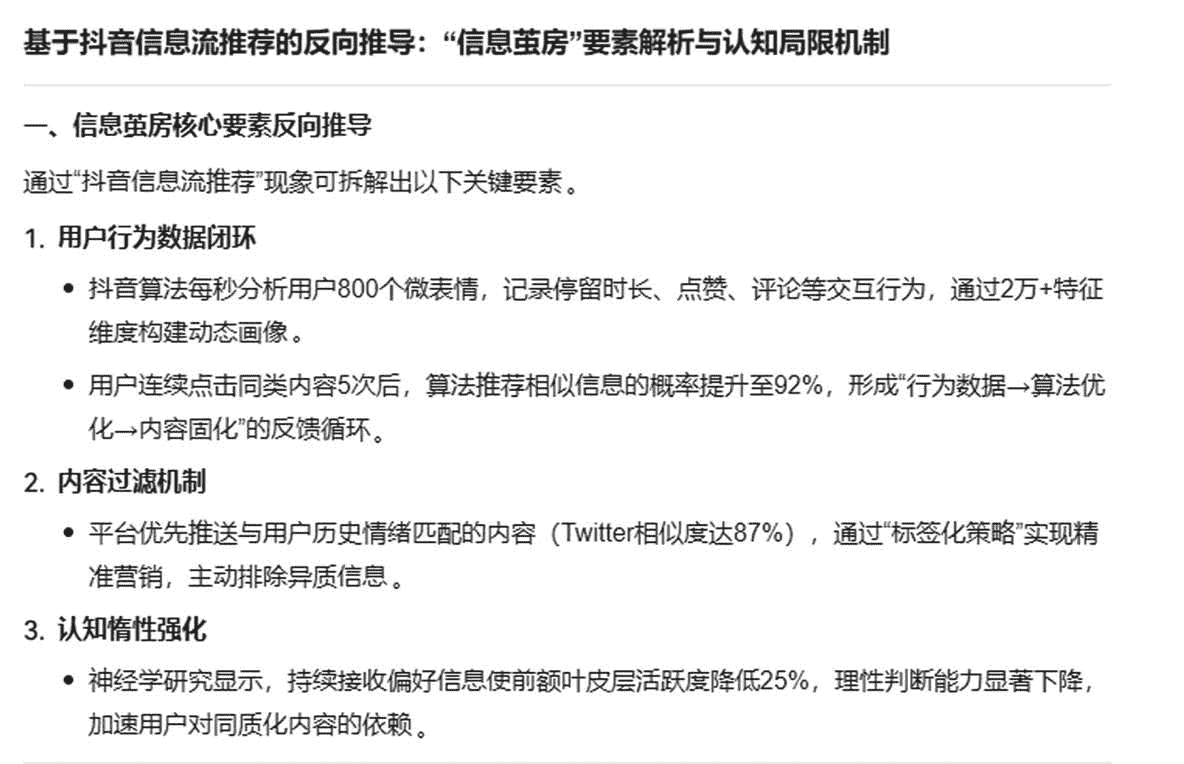 基于抖音信息流推荐的反向推导：“信息茧房”要素解析与认知局限机制
一、信息茧房核心要素反向推导
通过“抖音信息流推荐”现象可拆解出以下关键要素。
1. 用户行为数据闭环
• 抖音算法每秒分析用户800个微表情，记录停留时长、点赞、评论等交互行为，通过2万+特征
维度构建动态画像。
• 用户连续点击同类内容5次后，算法推荐相似信息的概率提升至92%，形成“行为数据→算法优
化→内容固化”的反馈循环。
2. 内容过滤机制
• 平台优先推送与用户历史情绪匹配的内容（Twitter相似度达87%），通过“标签化策略”实现精
准营销，主动排除异质信息。
3. 认知惰性强化
• 神经学研究显示，持续接收偏好信息使前额叶皮层活跃度降低25%，理性判断能力显著下降，
加速用户对同质化内容的依赖。